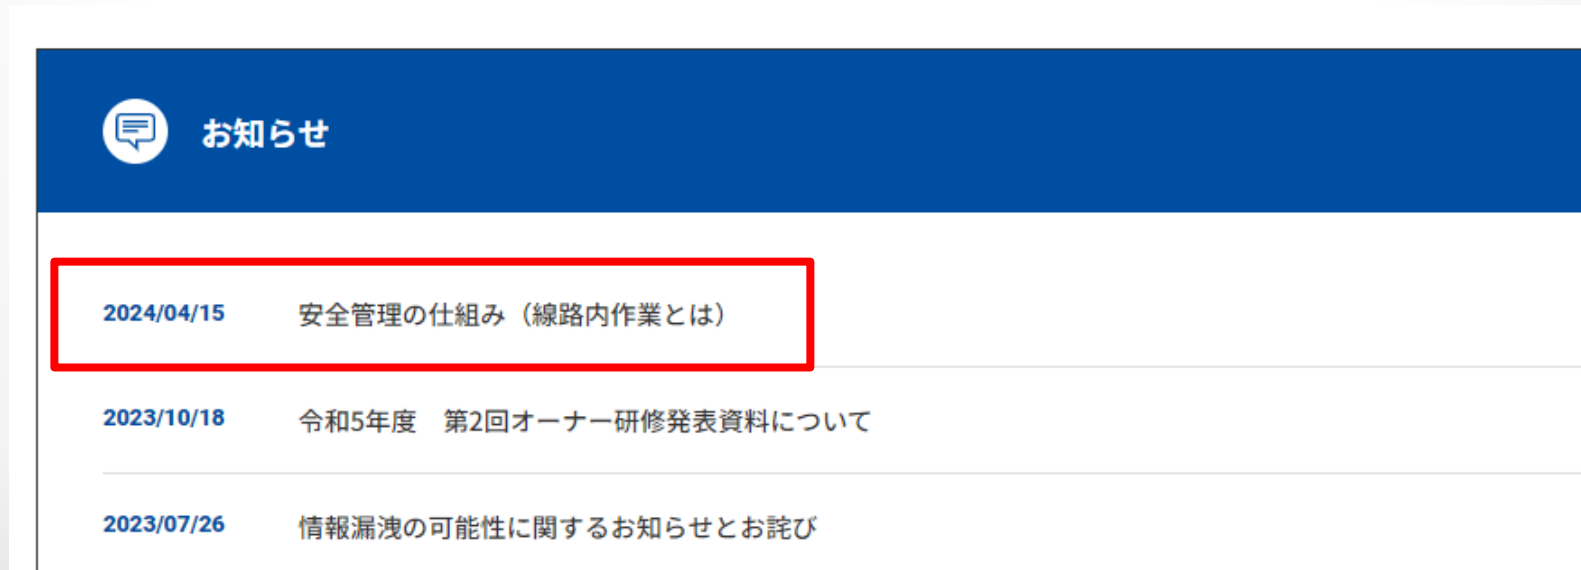 お知らせ
2024/04/15 安全管理の仕組み（線路内作業とは）
2023/10/18 令和5年度　第2回オーナー研修発表資料について
2023/07/26 情報漏洩の可能性に関するお知らせとお詫び